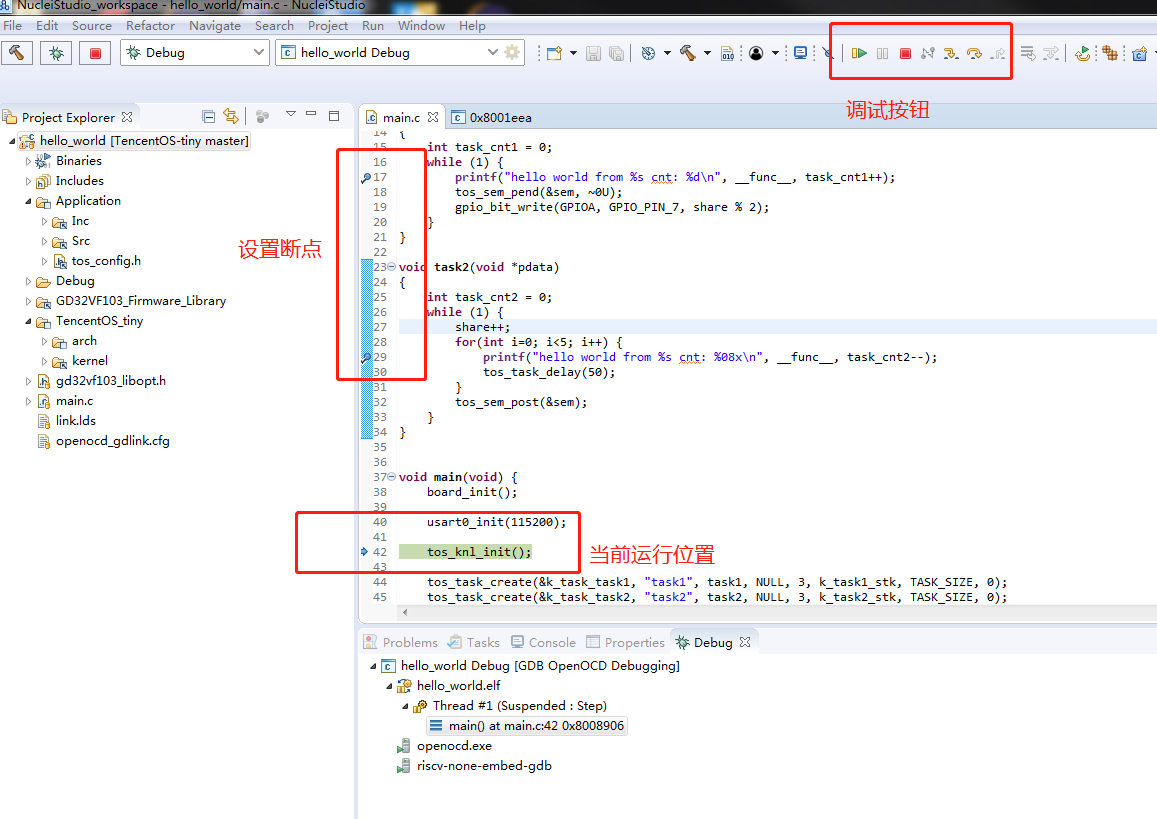 NucleiStudio_workspace - hello_world/main.c - NucleiStudio
File Edit Source Refactor Navigate Search Project Run Window Help
Debug hello_world Debug
调试按钮
Project Explorer
hello_world [TencentOS-tiny master]
Binaries
Includes
Application
Inc
Src
tos_config.h
Debug
GD32VF103_Firmware_Library
TencentOS_tiny
arch
kernel
gd32vf103_libopt.h
main.c
link.lds
openocd_gdlink.cfg
设置断点
main.c 0x8001eea
14 {
15 int task_cnt1 = 0;
16 while (1) {
17 printf("hello world from %s cnt: %d\n", __func__, task_cnt1++);
18 tos_sem_pend(&sem, ~0U);
19 gpio_bit_write(GPIOA, GPIO_PIN_7, share % 2);
20 }
21 }
22
23 void task2(void *pdata)
24 {
25 int task_cnt2 = 0;
26 while (1) {
27 share++;
28 for(int i=0; i<5; i++) {
29 printf("hello world from %s cnt: %08x\n", __func__, task_cnt2--);
30 tos_task_delay(50);
31 }
32 tos_sem_post(&sem);
33 }
34 }
35
36
37 void main(void) {
38 board_init();
39
40 usart0_init(115200);
41
42 tos_knl_init();
43
44 tos_task_create(&k_task_task1, "task1", task1, NULL, 3, k_task1_stk, TASK_SIZE, 0);
45 tos_task_create(&k_task_task2, "task2", task2, NULL, 3, k_task2_stk, TASK_SIZE, 0);
当前运行位置
Problems Tasks Console Properties Debug
hello_world Debug [GDB OpenOCD Debugging]
hello_world.elf
Thread #1 (Suspended : Step)
main() at main.c:42 0x8008906
openocd.exe
riscv-none-embed-gdb